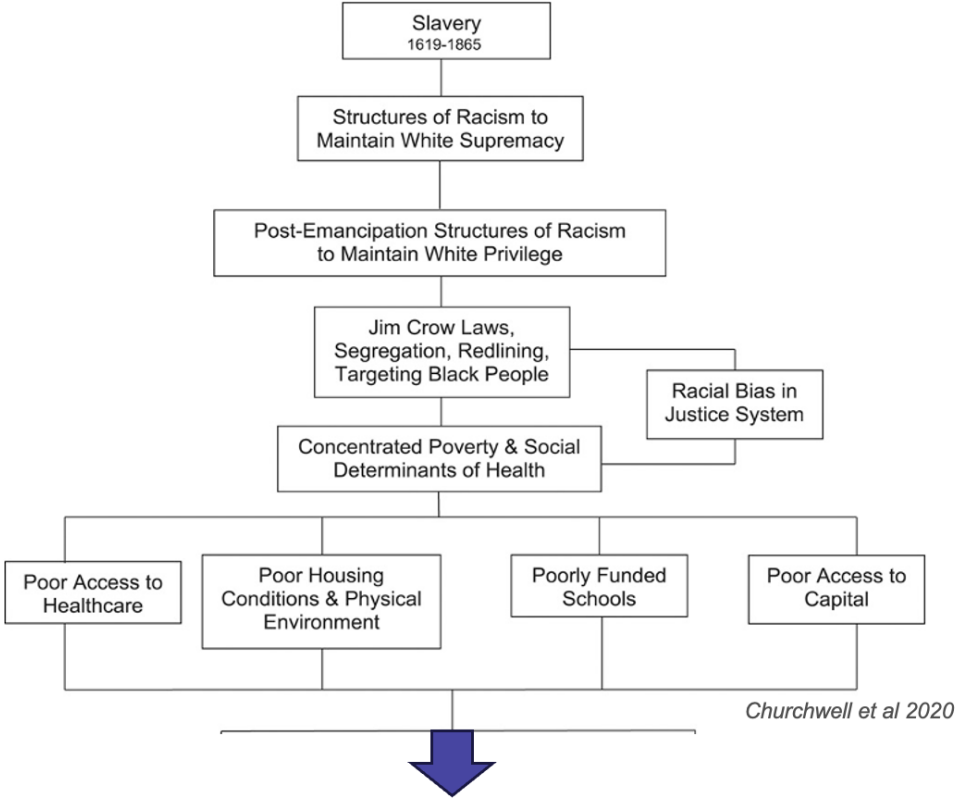 Slavery
1619-1865
Structures of Racism to
Maintain White Supremacy
Post-Emancipation Structures of Racism
to Maintain White Privilege
Jim Crow Laws,
Segregation, Redlining,
Targeting Black People
Racial Bias in
Justice System
Concentrated Poverty & Social
Determinants of Health
Poor Access to
Healthcare
Poor Housing
Conditions & Physical
Environment
Poorly Funded
Schools
Poor Access to
Capital
Churchwell et al 2020